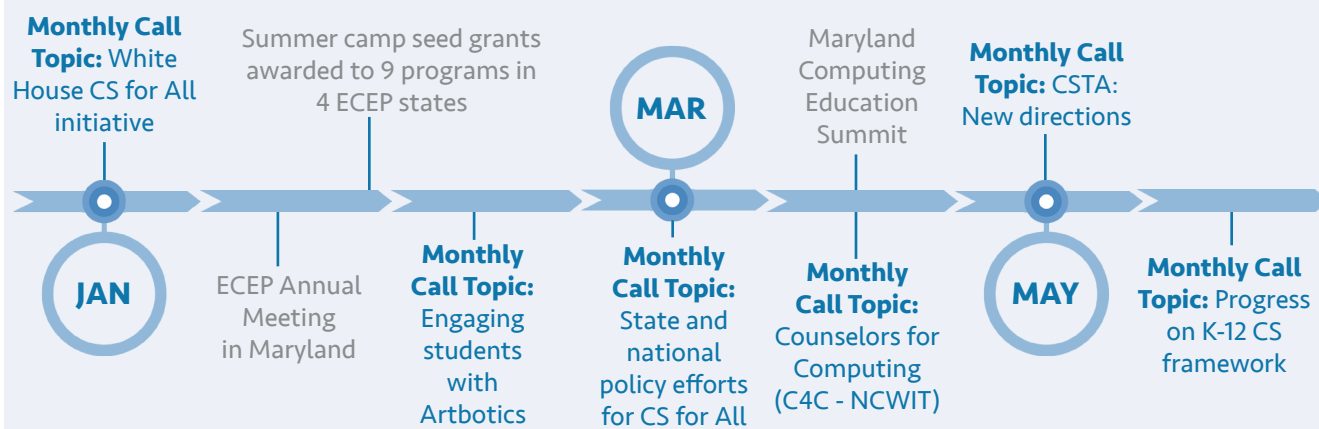 Monthly Call
Topic: White
House CS for All
initiative
JAN
Summer camp seed grants
awarded to 9 programs in
4 ECEP states
ECEP Annual
Meeting
in Maryland
Monthly
Call Topic:
Engaging
students
with
Artbotics
MAR
Monthly
Call Topic:
State and
national
policy efforts
for CS for All
Maryland
Computing
Education
Summit
Monthly
Call Topic:
Counselors for
Computing
(C4C - NCWIT)
Monthly Call
Topic: CSTA:
New directions
MAY
Monthly Call
Topic: Progress
on K-12 CS
framework